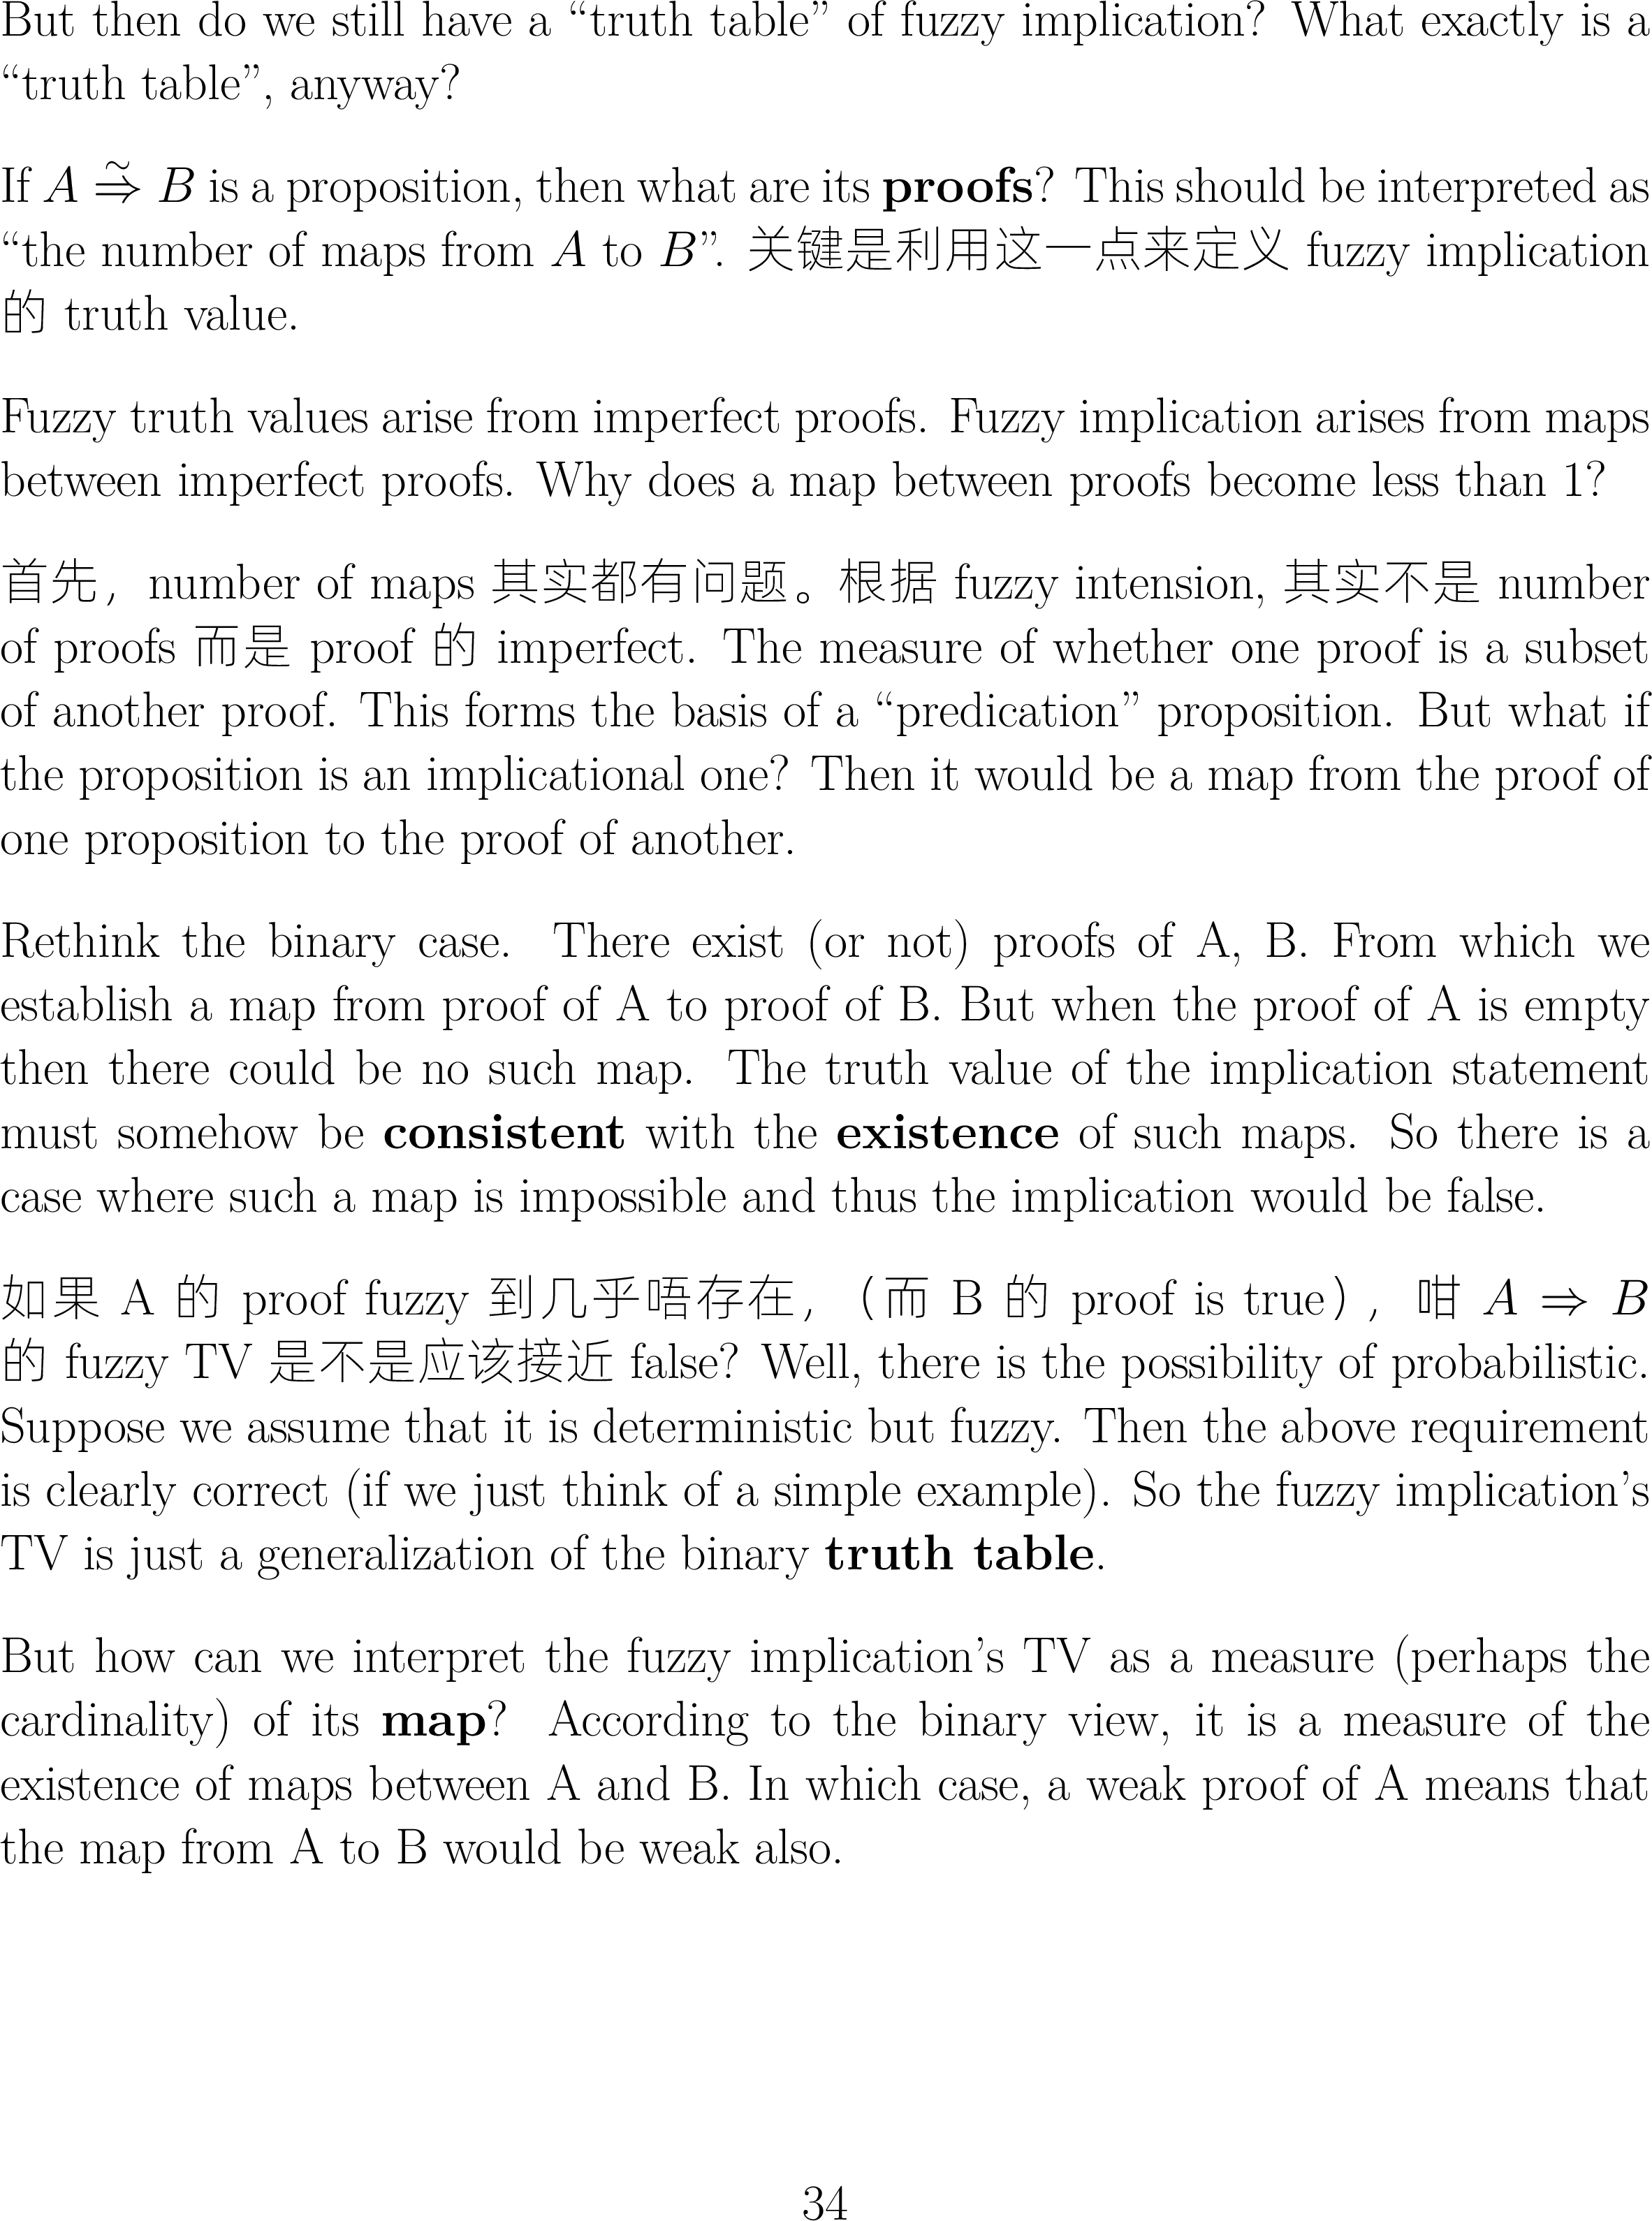 But then do we still have a “truth table” of fuzzy implication? What exactly is a
“truth table”, anyway?
If A ⇒̃ B is a proposition, then what are its proofs? This should be interpreted as
“the number of maps from A to B”. 关键是利用这一点来定义 fuzzy implication
的 truth value.
Fuzzy truth values arise from imperfect proofs. Fuzzy implication arises from maps
between imperfect proofs. Why does a map between proofs become less than 1?
首先，number of maps 其实都有问题。根据 fuzzy intension, 其实不是 number
of proofs 而是 proof 的 imperfect. The measure of whether one proof is a subset
of another proof. This forms the basis of a “predication” proposition. But what if
the proposition is an implicational one? Then it would be a map from the proof of
one proposition to the proof of another.
Rethink the binary case. There exist (or not) proofs of A, B. From which we
establish a map from proof of A to proof of B. But when the proof of A is empty
then there could be no such map. The truth value of the implication statement
must somehow be consistent with the existence of such maps. So there is a
case where such a map is impossible and thus the implication would be false.
如果 A 的 proof fuzzy 到几乎唔存在，（而 B 的 proof is true），咁 A ⇒ B
的 fuzzy TV 是不是应该接近 false? Well, there is the possibility of probabilistic.
Suppose we assume that it is deterministic but fuzzy. Then the above requirement
is clearly correct (if we just think of a simple example). So the fuzzy implication’s
TV is just a generalization of the binary truth table.
But how can we interpret the fuzzy implication’s TV as a measure (perhaps the
cardinality) of its map? According to the binary view, it is a measure of the
existence of maps between A and B. In which case, a weak proof of A means that
the map from A to B would be weak also.
34